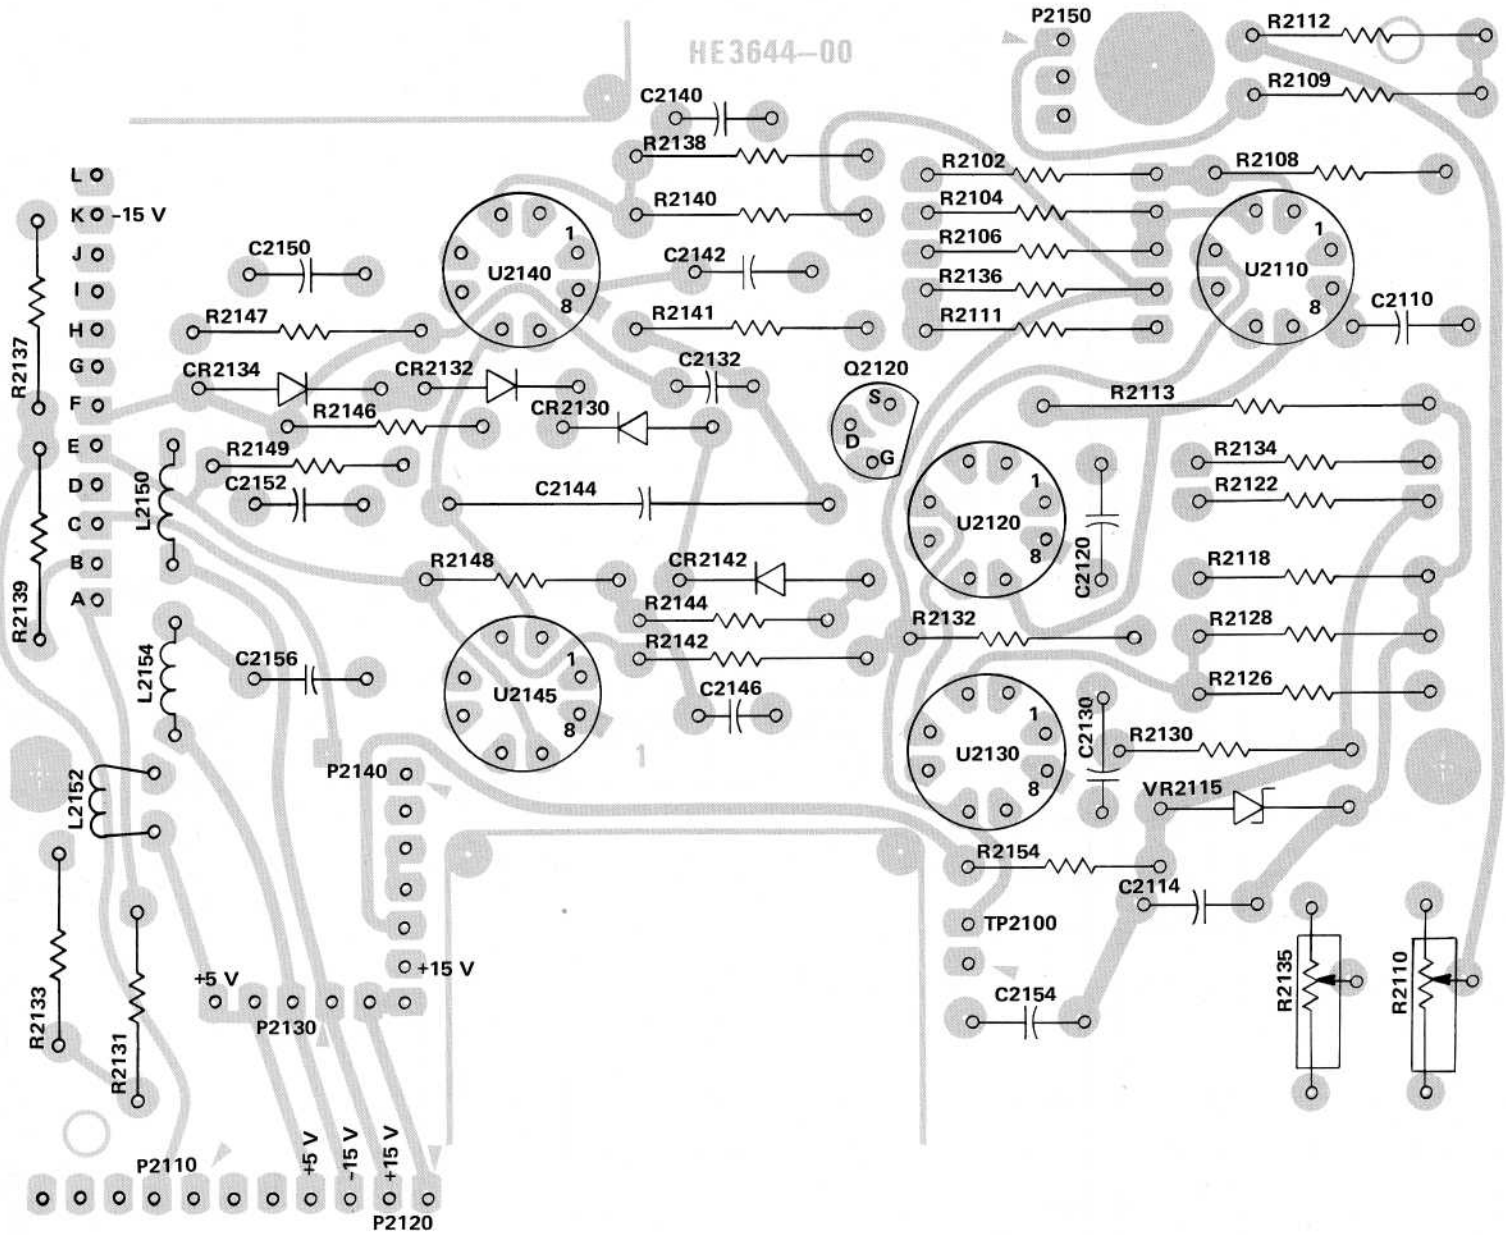 P2150
R2112
HE3644–00
R2109
C2140
R2138
R2102
R2108
L
K -15 V
R2140
R2104
J
C2150
U2140
1
8
C2142
R2106
U2110
1
8
I
R2136
C2110
H
R2147
R2141
R2111
R2137
G
CR2134
CR2132
C2132
Q2120
S
D
G
F
R2146
CR2130
R2113
E
R2149
R2134
D
L2150
C2152
C2144
U2120
1
8
R2122
C
C2120
B
R2148
CR2142
R2118
A
R2139
R2144
R2132
R2128
L2154
C2156
R2142
U2145
1
8
C2146
R2126
1
U2130
1
8
C2130
R2130
P2140
L2152
VR2115
R2154
C2114
TP2100
+15 V
+5 V
R2133
P2130
C2154
R2135
R2110
R2131
P2110
+5 V
-15 V
+15 V
P2120